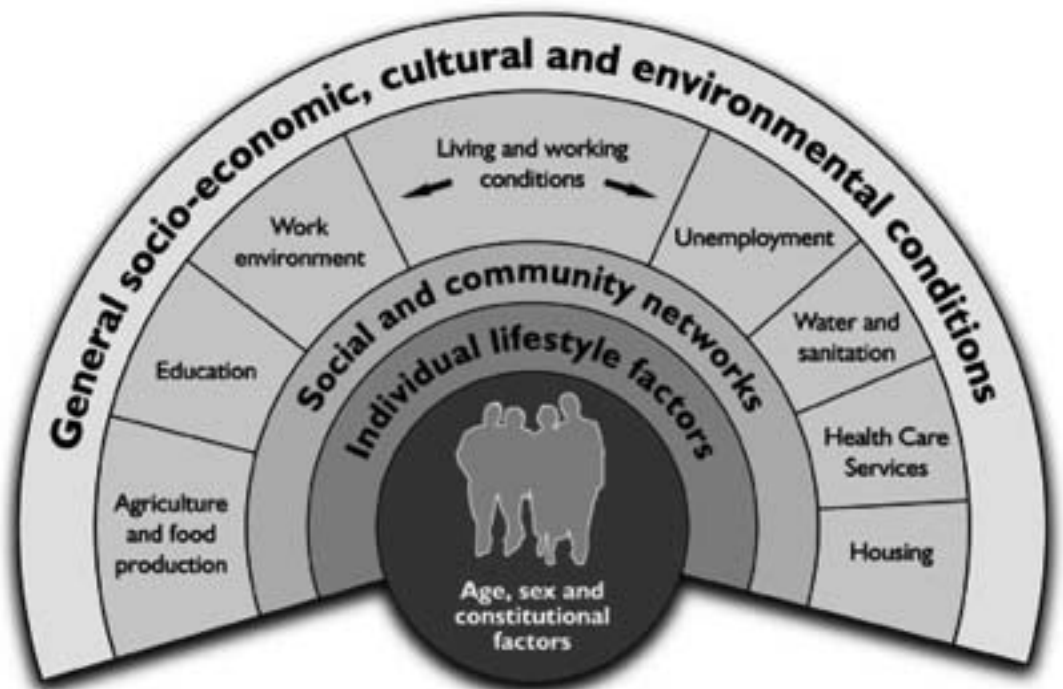 General socio-economic, cultural and environmental conditions
Living and working
conditions
Work
environment
Unemployment
Education
Water and
sanitation
Agriculture
and food
production
Health Care
Services
Housing
Social and community networks
Individual lifestyle factors
Age, sex and
constitutional
factors